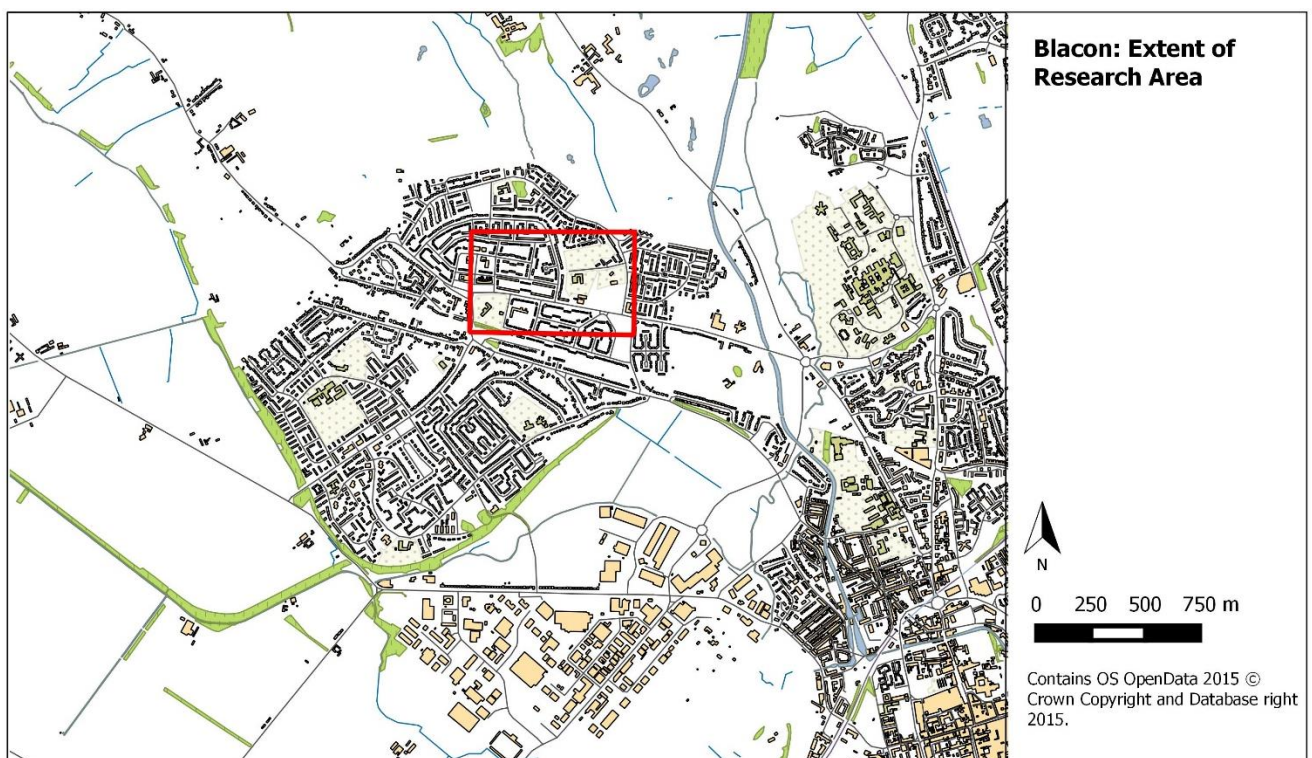 Blacon: Extent of
Research Area
N
0 250 500 750 m
Contains OS OpenData 2015 ©
Crown Copyright and Database right
2015.